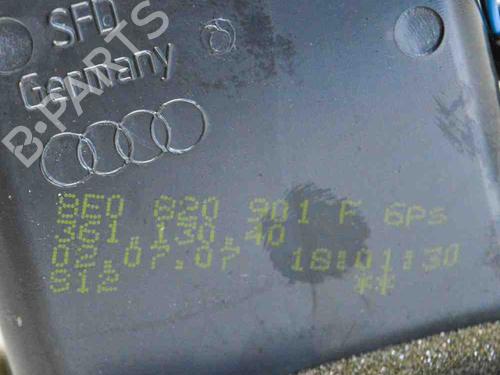 SFD
Germany
B-PARTS
8E0 820 901 F 6Ps
361.130.40
02.07.07 18:01:30
S12 **